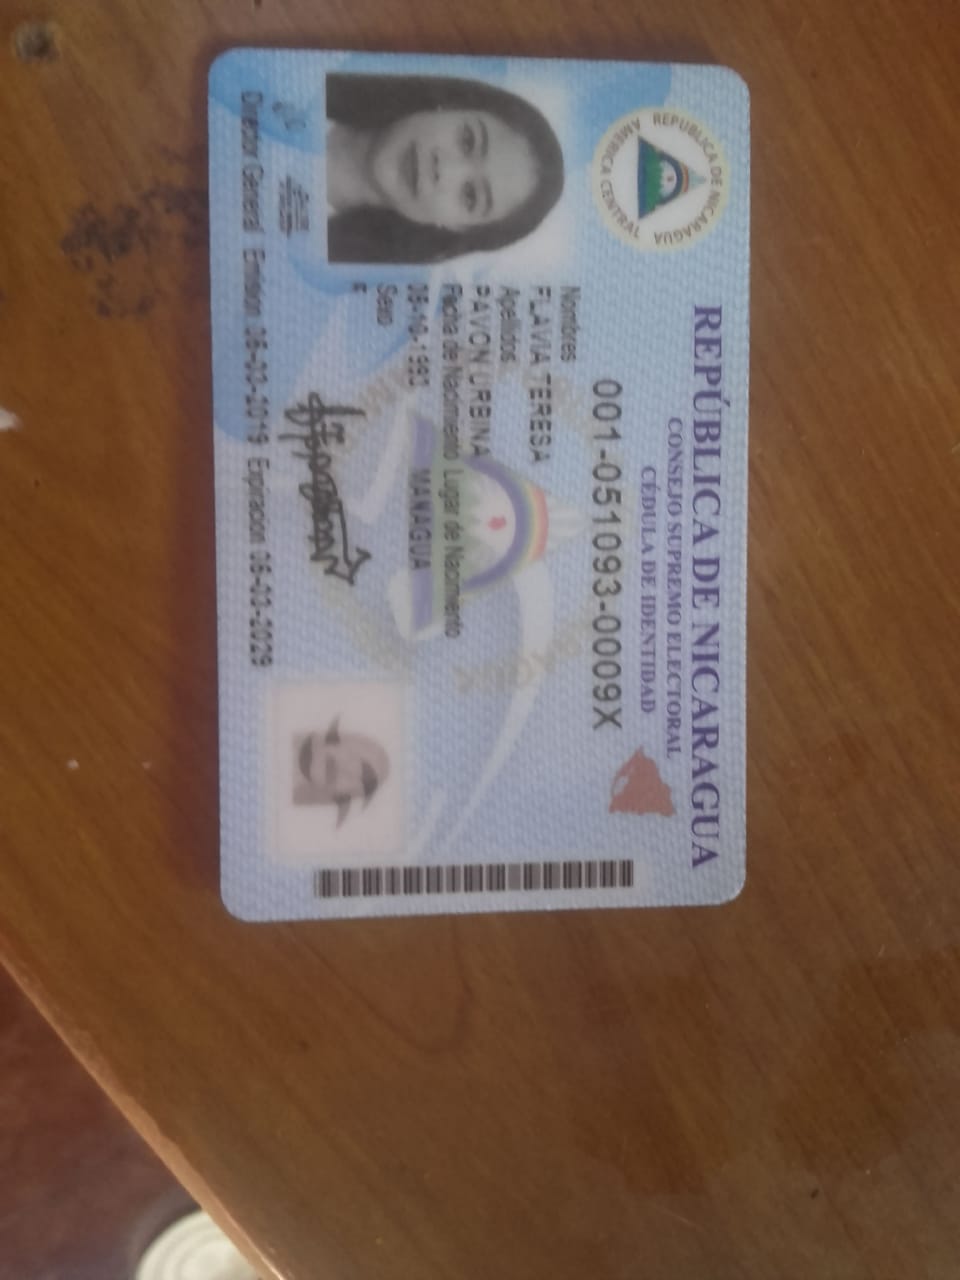 REPÚBLICA DE NICARAGUA
CONSEJO SUPREMO ELECTORAL
CÉDULA DE IDENTIDAD
REPUBLICA DE NICARAGUA
AMERICA CENTRAL
001-051093-0009X
Nombres
FLAVIA TERESA
Apellidos
PAVON URBINA
Fecha de Nacimiento Lugar de Nacimiento
05-10-1993 MANAGUA
Sexo
F
Director General Emision 06-03-2019 Expiracion 06-03-2029